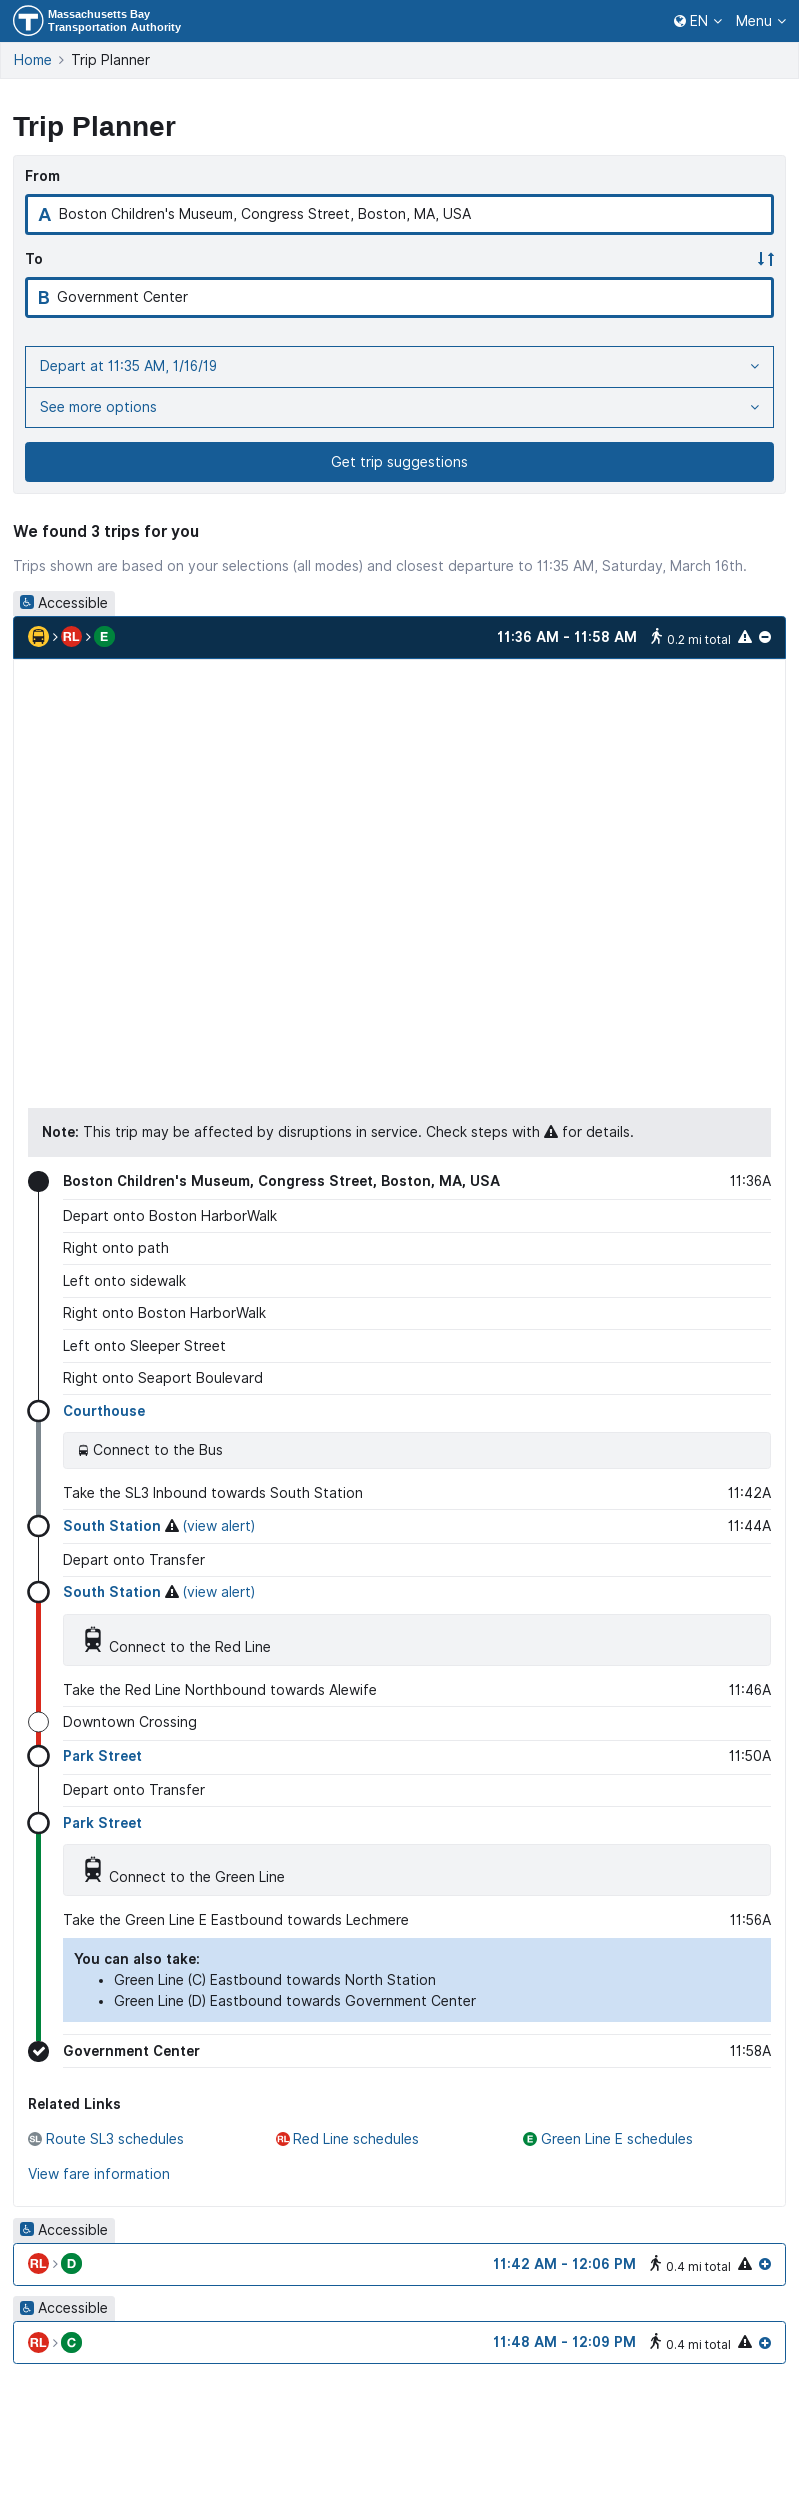 Massachusetts Bay
Transportation Authority
EN Menu
Home Trip Planner
Trip Planner
From
A Boston Children's Museum, Congress Street, Boston, MA, USA
To
B Government Center
Depart at 11:35 AM, 1/16/19
See more options
Get trip suggestions
We found 3 trips for you
Trips shown are based on your selections (all modes) and closest departure to 11:35 AM, Saturday, March 16th.
Accessible
RL E 11:36 AM - 11:58 AM 0.2 mi total
Note: This trip may be affected by disruptions in service. Check steps with for details.
Boston Children's Museum, Congress Street, Boston, MA, USA 11:36A
Depart onto Boston HarborWalk
Right onto path
Left onto sidewalk
Right onto Boston HarborWalk
Left onto Sleeper Street
Right onto Seaport Boulevard
Courthouse
Connect to the Bus
Take the SL3 Inbound towards South Station 11:42A
South Station (view alert) 11:44A
Depart onto Transfer
South Station (view alert)
Connect to the Red Line
Take the Red Line Northbound towards Alewife 11:46A
Downtown Crossing
Park Street 11:50A
Depart onto Transfer
Park Street
Connect to the Green Line
Take the Green Line E Eastbound towards Lechmere 11:56A
You can also take:
• Green Line (C) Eastbound towards North Station
• Green Line (D) Eastbound towards Government Center
Government Center 11:58A
Related Links
SL Route SL3 schedules RL Red Line schedules E Green Line E schedules
View fare information
Accessible
RL D 11:42 AM - 12:06 PM 0.4 mi total
Accessible
RL C 11:48 AM - 12:09 PM 0.4 mi total